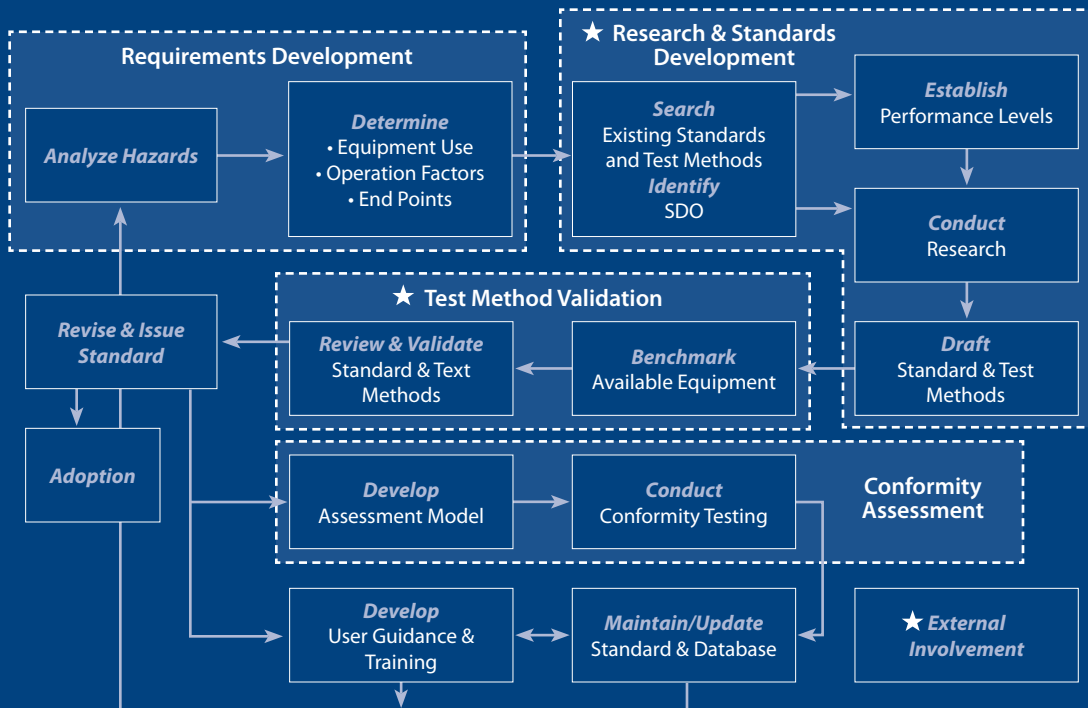 Requirements Development
Analyze Hazards
Determine
• Equipment Use
• Operation Factors
• End Points
★ Research & Standards
Development
Search
Existing Standards
and Test Methods
Identify
SDO
Establish
Performance Levels
Conduct
Research
Draft
Standard & Test
Methods
★ Test Method Validation
Benchmark
Available Equipment
Review & Validate
Standard & Text
Methods
Revise & Issue
Standard
Adoption
Conformity
Assessment
Develop
Assessment Model
Conduct
Conformity Testing
Develop
User Guidance &
Training
Maintain/Update
Standard & Database
★ External
Involvement